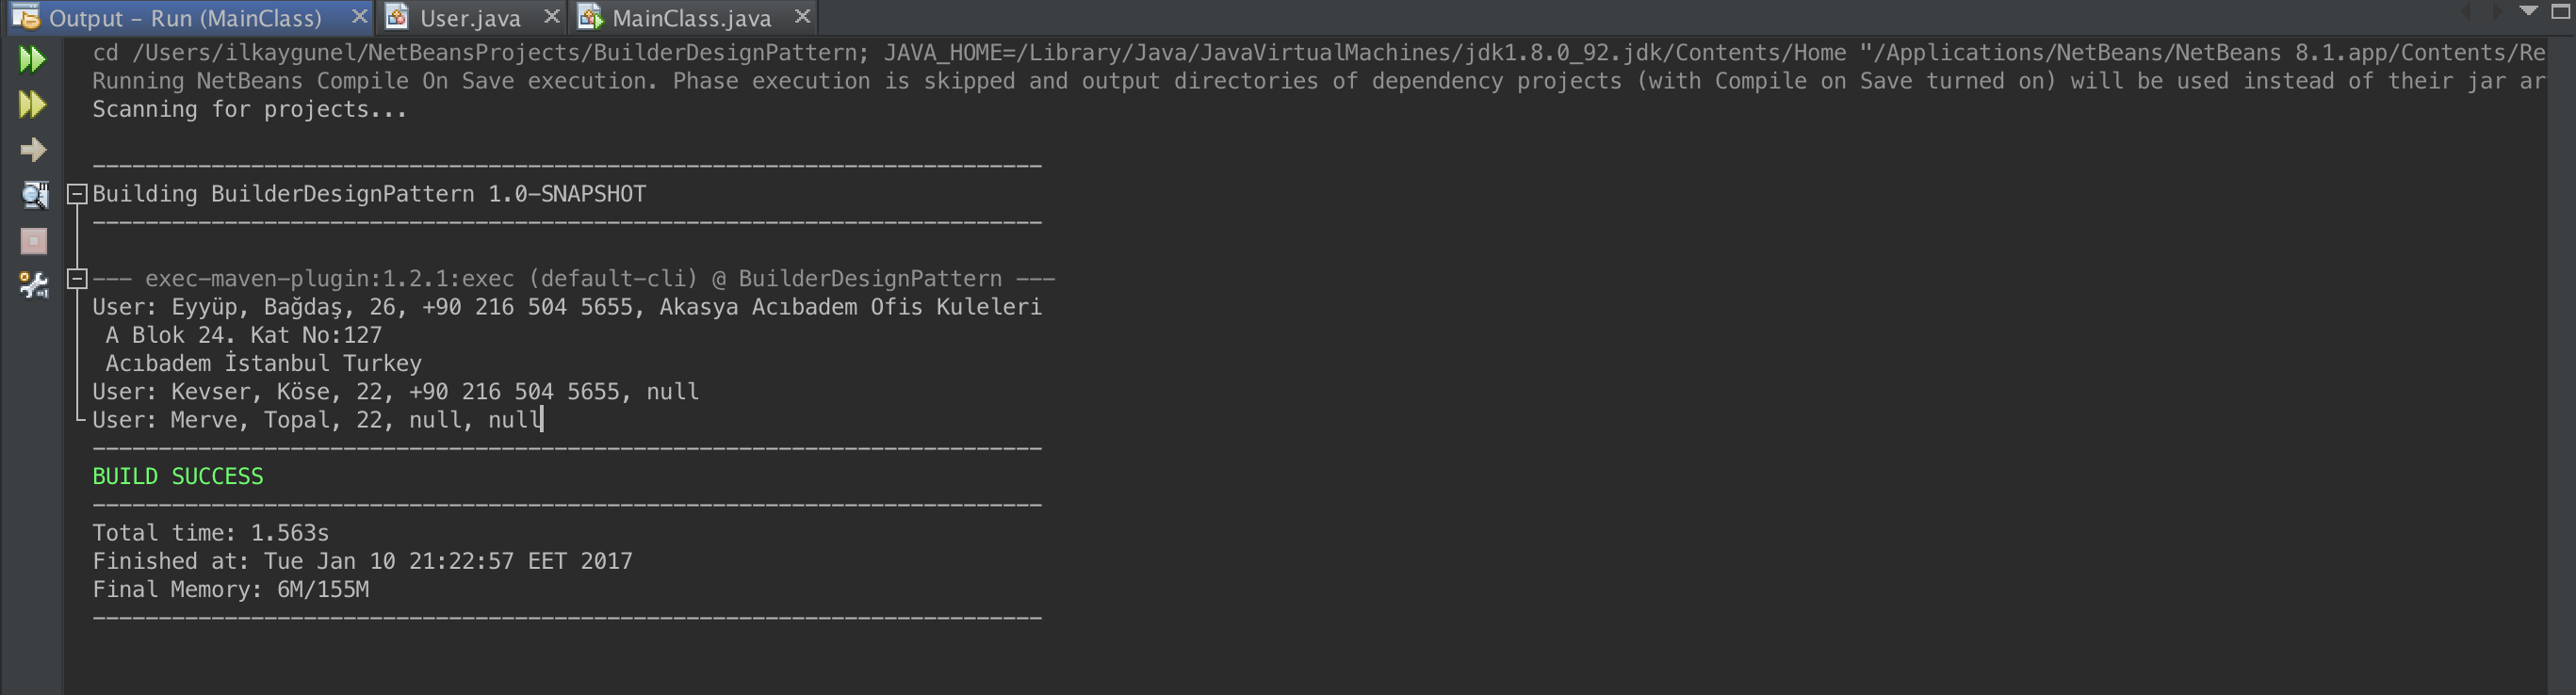 Output - Run (MainClass) User.java MainClass.java
cd /Users/ilkaygunel/NetBeansProjects/BuilderDesignPattern; JAVA_HOME=/Library/Java/JavaVirtualMachines/jdk1.8.0_92.jdk/Contents/Home "/Applications/NetBeans/NetBeans 8.1.app/Contents/Re
Running NetBeans Compile On Save execution. Phase execution is skipped and output directories of dependency projects (with Compile on Save turned on) will be used instead of their jar ar
Scanning for projects...
------------------------------------------------------------------------
Building BuilderDesignPattern 1.0-SNAPSHOT
------------------------------------------------------------------------
--- exec-maven-plugin:1.2.1:exec (default-cli) @ BuilderDesignPattern ---
User: Eyyüp, Bağdaş, 26, +90 216 504 5655, Akasya Acıbadem Ofis Kuleleri
A Blok 24. Kat No:127
Acıbadem İstanbul Turkey
User: Kevser, Köse, 22, +90 216 504 5655, null
User: Merve, Topal, 22, null, null
------------------------------------------------------------------------
BUILD SUCCESS
------------------------------------------------------------------------
Total time: 1.563s
Finished at: Tue Jan 10 21:22:57 EET 2017
Final Memory: 6M/155M
------------------------------------------------------------------------